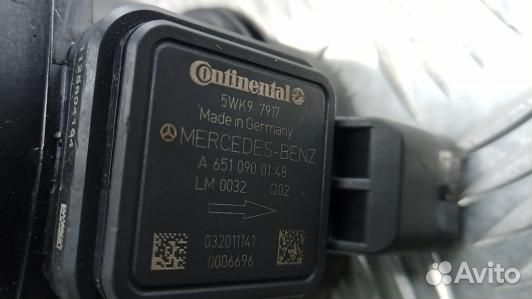 Continental
5WK9 7917
Made in Germany
MERCEDES-BENZ
A 651 090 01 48
LM 0032 Q02
032011141
0006696
Avito